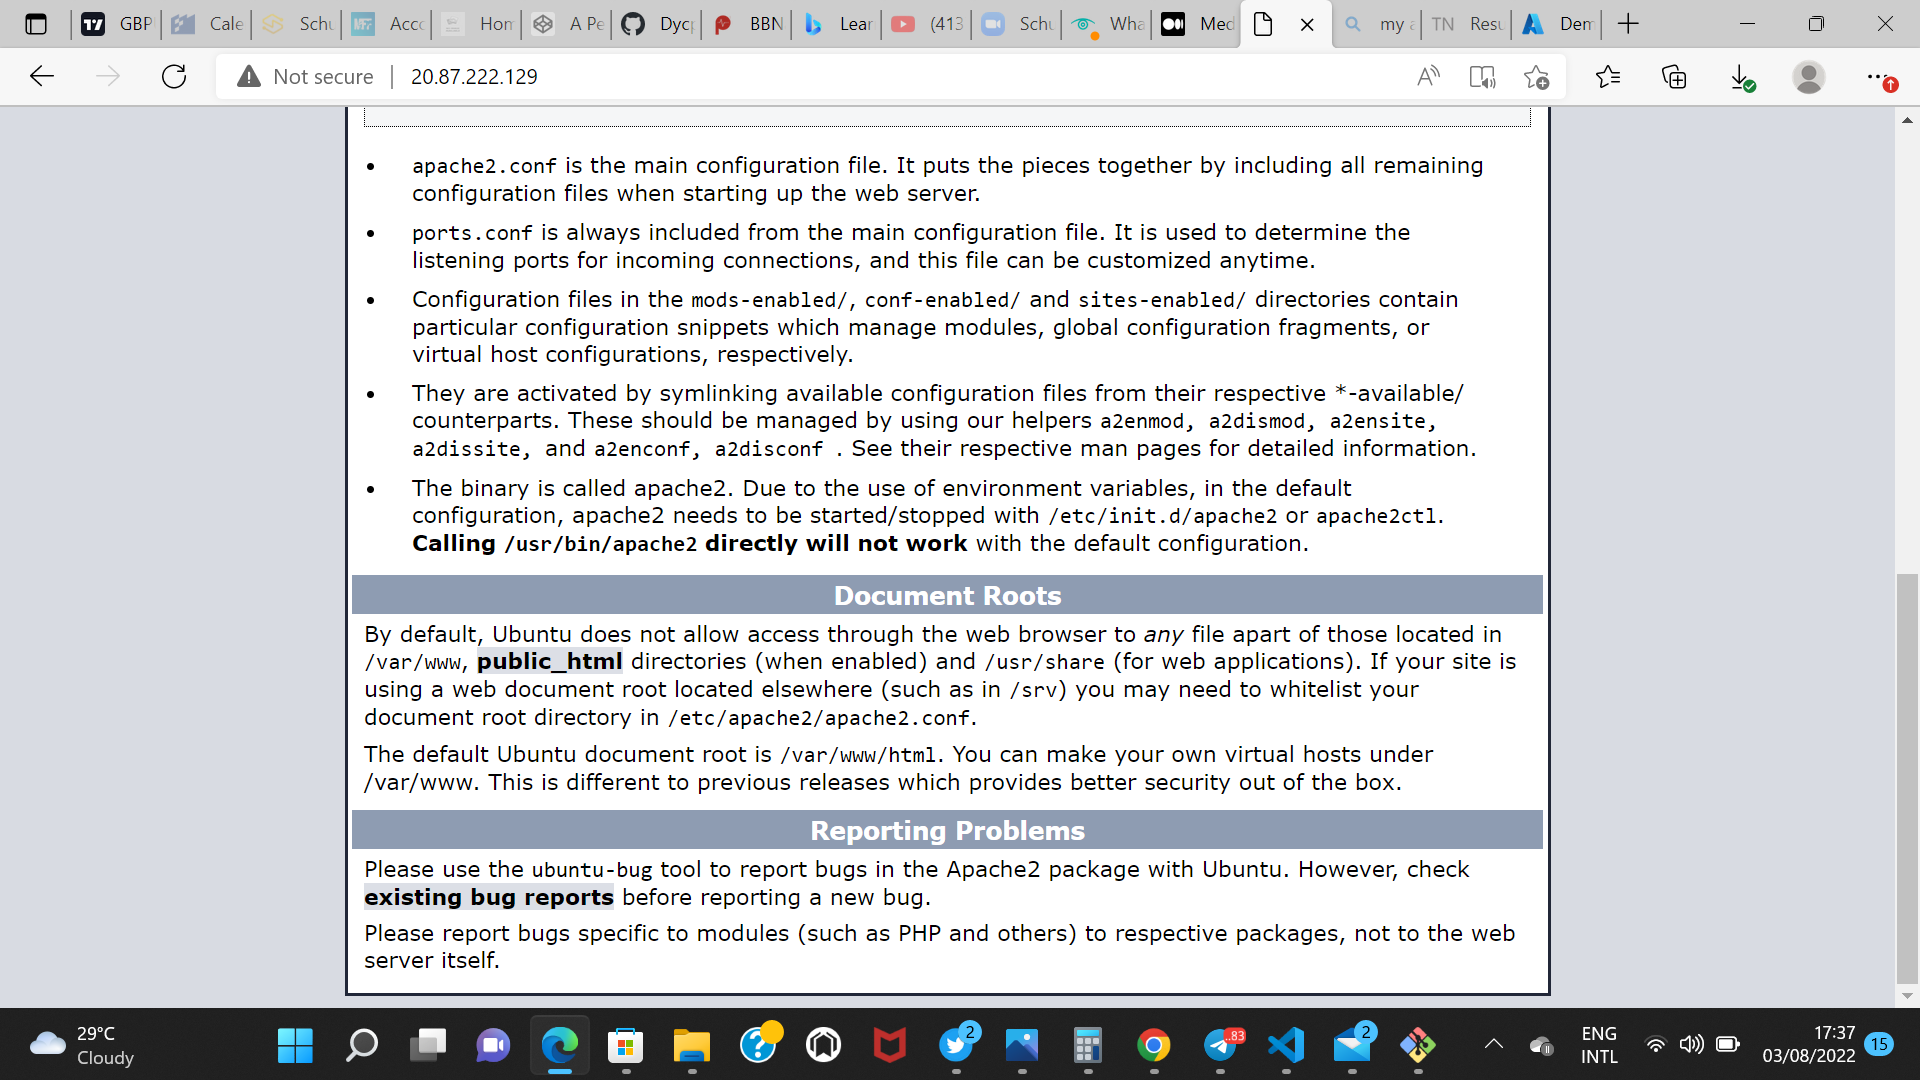 GBP
Cale
Schu
Acco
Hom
A Pe
Dyc
BBN
Lear
(413
Schu
Wha
Med
my a
TN Resu
Dem
Not secure 20.87.222.129
apache2.conf is the main configuration file. It puts the pieces together by including all remaining
configuration files when starting up the web server.
ports.conf is always included from the main configuration file. It is used to determine the
listening ports for incoming connections, and this file can be customized anytime.
Configuration files in the mods-enabled/, conf-enabled/ and sites-enabled/ directories contain
particular configuration snippets which manage modules, global configuration fragments, or
virtual host configurations, respectively.
They are activated by symlinking available configuration files from their respective *-available/
counterparts. These should be managed by using our helpers a2enmod, a2dismod, a2ensite,
a2dissite, and a2enconf, a2disconf . See their respective man pages for detailed information.
The binary is called apache2. Due to the use of environment variables, in the default
configuration, apache2 needs to be started/stopped with /etc/init.d/apache2 or apache2ctl.
Calling /usr/bin/apache2 directly will not work with the default configuration.
Document Roots
By default, Ubuntu does not allow access through the web browser to any file apart of those located in
/var/www, public_html directories (when enabled) and /usr/share (for web applications). If your site is
using a web document root located elsewhere (such as in /srv) you may need to whitelist your
document root directory in /etc/apache2/apache2.conf.
The default Ubuntu document root is /var/www/html. You can make your own virtual hosts under
/var/www. This is different to previous releases which provides better security out of the box.
Reporting Problems
Please use the ubuntu-bug tool to report bugs in the Apache2 package with Ubuntu. However, check
existing bug reports before reporting a new bug.
Please report bugs specific to modules (such as PHP and others) to respective packages, not to the web
server itself.
29°C
Cloudy
2
..83
2
ENG
INTL
17:37
03/08/2022
15